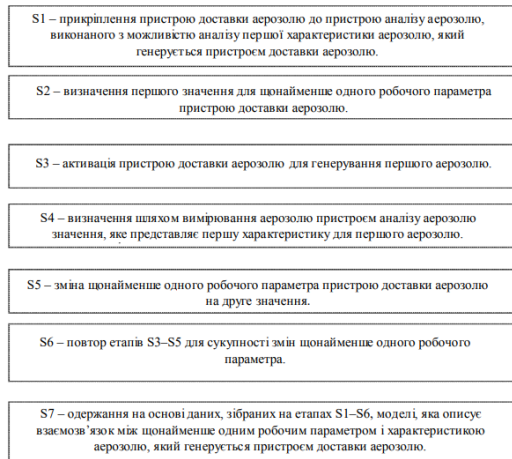 S1 – прикріплення пристрою доставки аерозолю до пристрою аналізу аерозолю,
виконаного з можливістю аналізу першої характеристики аерозолю, який
генерується пристроєм доставки аерозолю.
S2 – визначення першого значення для щонайменше одного робочого параметра
пристрою доставки аерозолю.
S3 – активація пристрою доставки аерозолю для генерування першого аерозолю.
S4 – визначення шляхом вимірювання аерозолю пристроєм аналізу аерозолю
значення, яке представляє першу характеристику для першого аерозолю.
S5 – зміна щонайменше одного робочого параметра пристрою доставки аерозолю
на друге значення.
S6 – повтор етапів S3–S5 для сукупності змін щонайменше одного робочого
параметра.
S7 – одержання на основі даних, зібраних на етапах S1–S6, моделі, яка описує
взаємозв’язок між щонайменше одним робочим параметром і характеристикою
аерозолю, який генерується пристроєм доставки аерозолю.